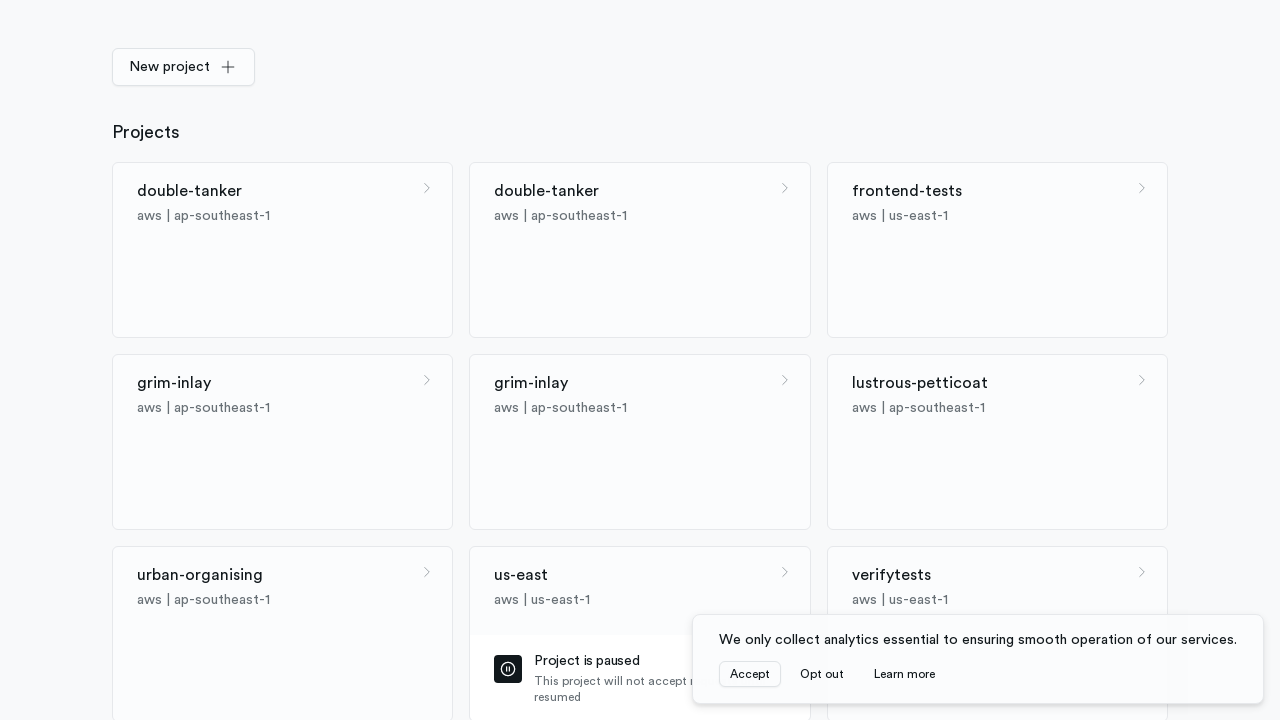 New project
Projects
double-tanker
aws | ap-southeast-1
double-tanker
aws | ap-southeast-1
frontend-tests
aws | us-east-1
grim-inlay
aws | ap-southeast-1
grim-inlay
aws | ap-southeast-1
lustrous-petticoat
aws | ap-southeast-1
urban-organising
aws | ap-southeast-1
us-east
aws | us-east-1
Project is paused
This project will not accept
resumed
verifytests
aws | us-east-1
We only collect analytics essential to ensuring smooth operation of our services.
Accept
Opt out
Learn more